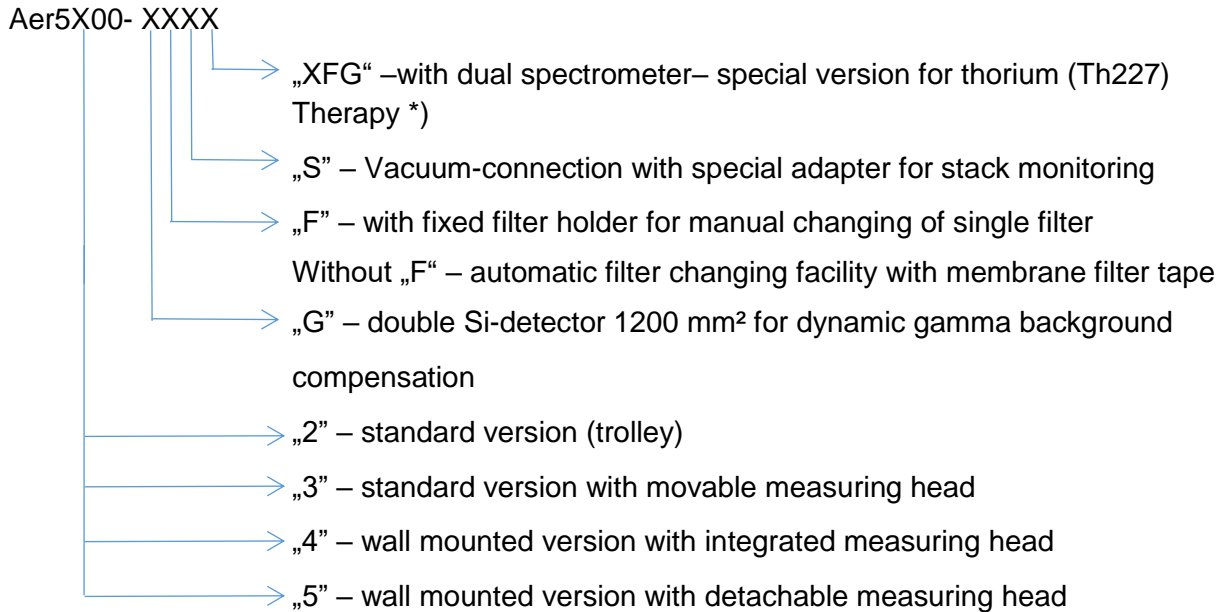 Aer5X00- XXXX
„XFG“ –with dual spectrometer– special version for thorium (Th227)
Therapy *)
„S” – Vacuum-connection with special adapter for stack monitoring
„F” – with fixed filter holder for manual changing of single filter
Without „F“ – automatic filter changing facility with membrane filter tape
„G” – double Si-detector 1200 mm² for dynamic gamma background
compensation
„2” – standard version (trolley)
„3” – standard version with movable measuring head
„4” – wall mounted version with integrated measuring head
„5” – wall mounted version with detachable measuring head